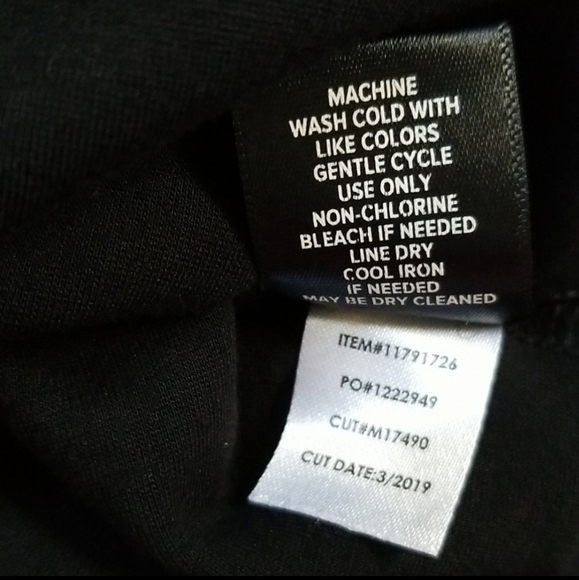 MACHINE
WASH COLD WITH
LIKE COLORS
GENTLE CYCLE
USE ONLY
NON-CHLORINE
BLEACH IF NEEDED
LINE DRY
COOL IRON
IF NEEDED
MAY BE DRY CLEANED
ITEM#11791726
PO#1222949
CUT#M17490
CUT DATE:3/2019